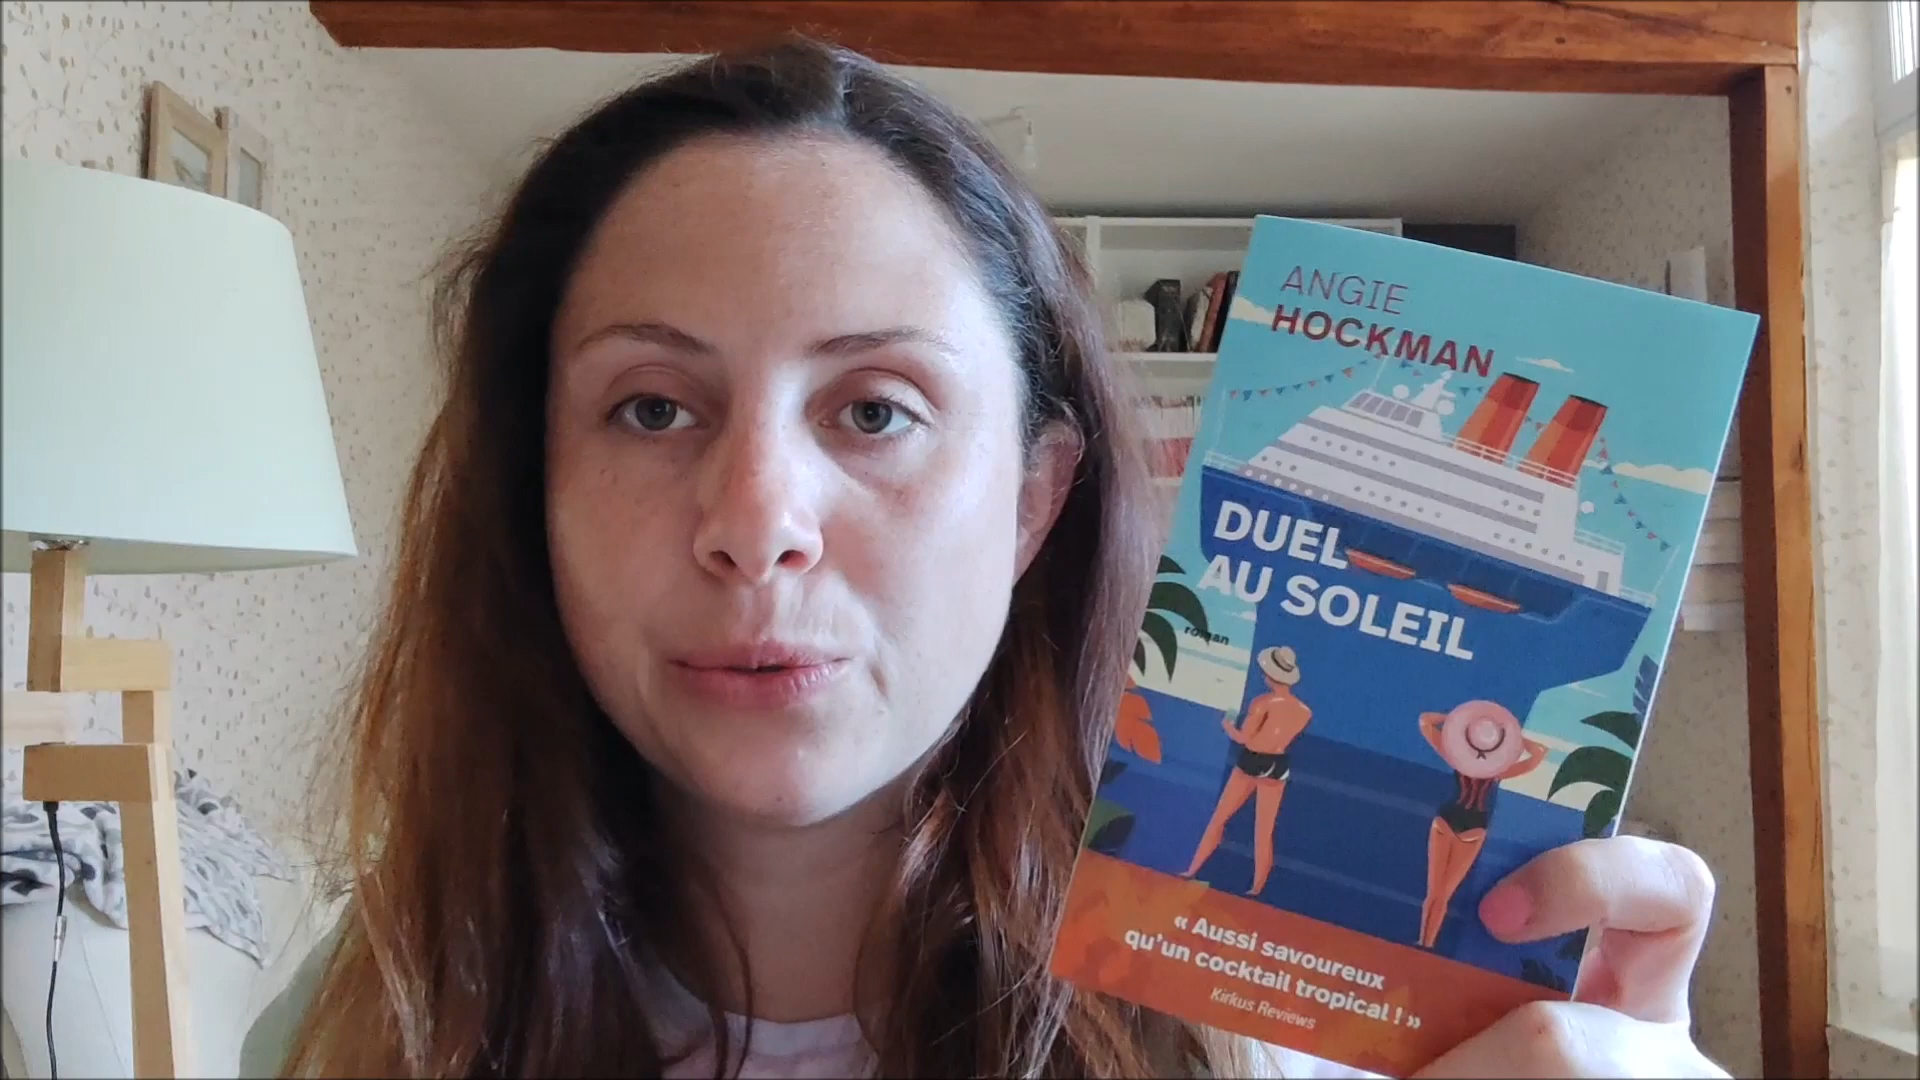 ANGIE
HOCKMAN
DUEL
AU SOLEIL
roman
« Aussi savoureux
qu'un cocktail tropical ! »
Kirkus Reviews